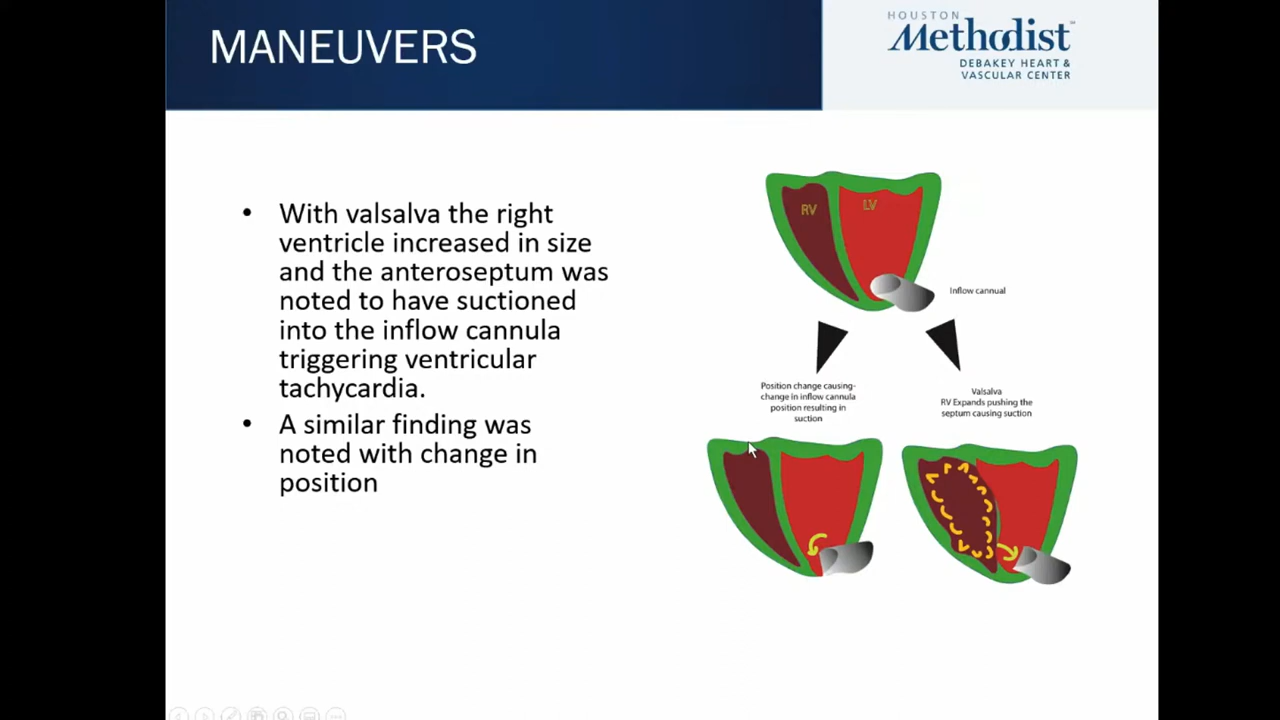 MANEUVERS
HOUSTON
Methodist
DEBAKEY HEART &
VASCULAR CENTER
• With valsalva the right
ventricle increased in size
and the anteroseptum was
noted to have suctioned
into the inflow cannula
triggering ventricular
tachycardia.
• A similar finding was
noted with change in
position
RV
LV
Inflow cannual
Position change causing-
change in inflow cannula
position resulting in
suction
Valsalva
RV Expands pushing the
septum causing suction